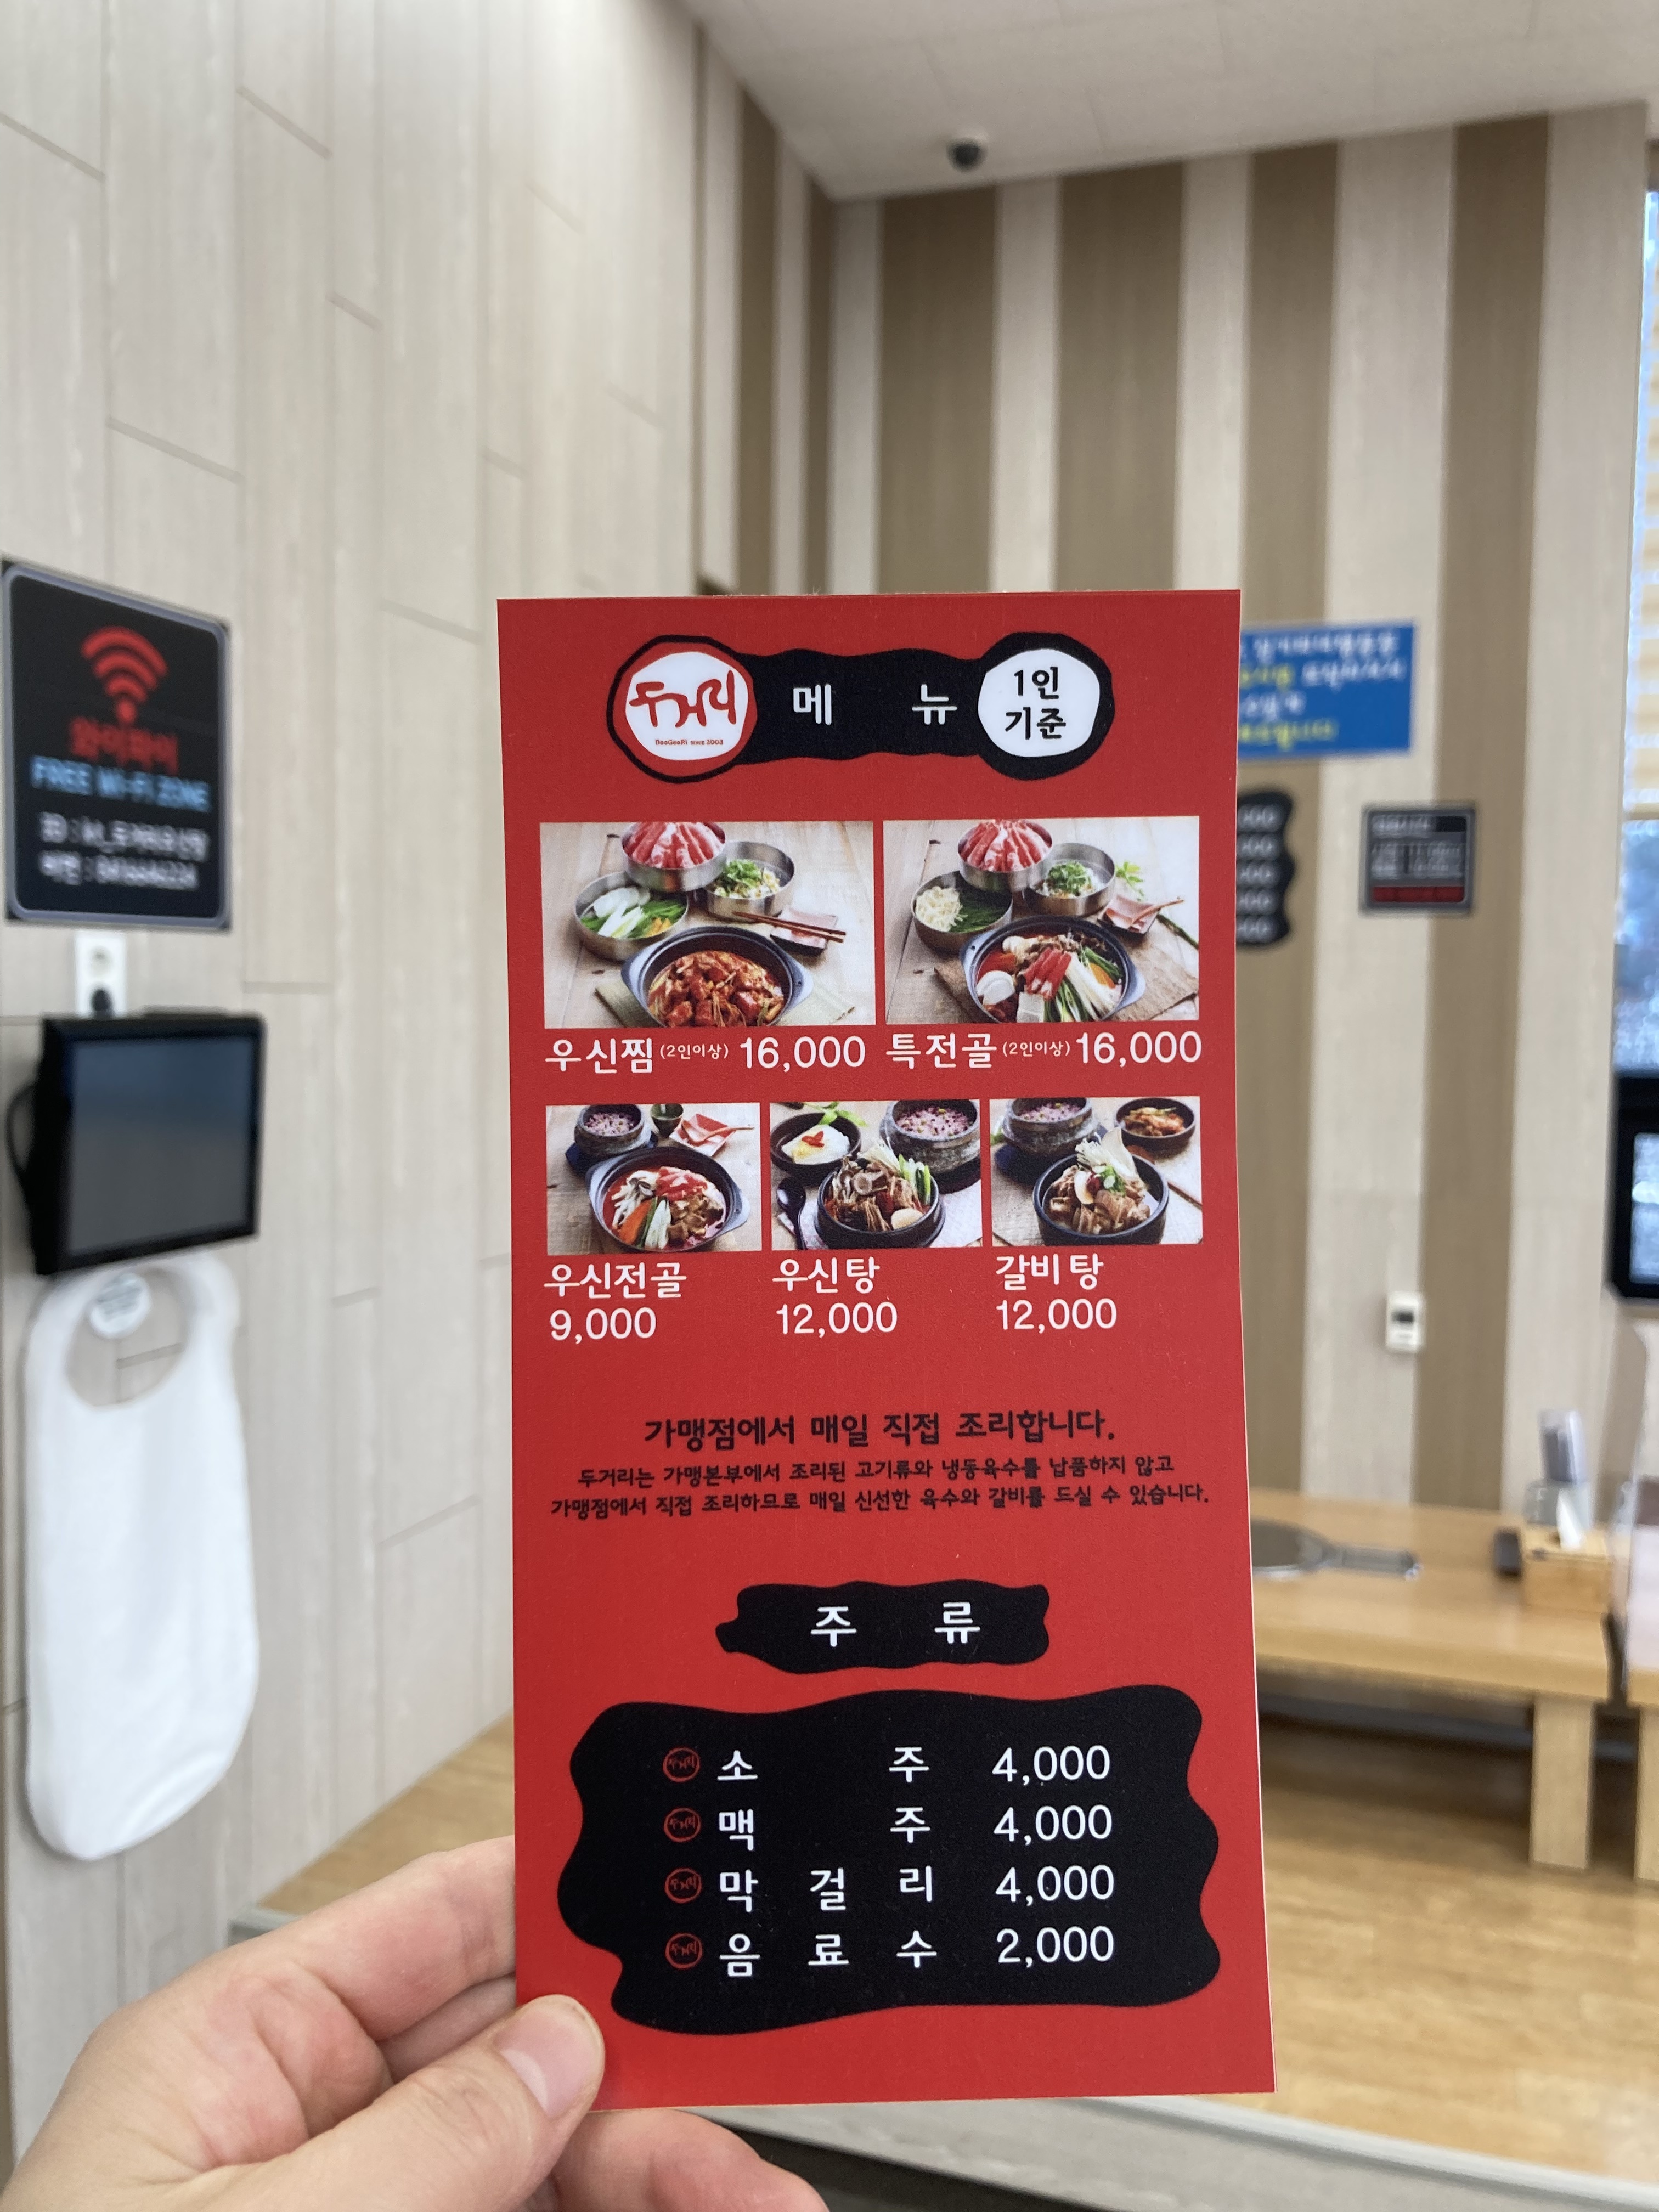 두거리
DooGeeRi SINCE 2003
메 뉴
1인
기준
우신찜 (2인이상) 16,000
특전골 (2인이상) 16,000
우신전골
9,000
우신탕
12,000
갈비탕
12,000
가맹점에서 매일 직접 조리합니다.
두거리는 가맹본부에서 조리된 고기류와 냉동육수를 납품하지 않고
가맹점에서 직접 조리하므로 매일 신선한 육수와 갈비를 드실 수 있습니다.
주 류
소 주 4,000
맥 주 4,000
막 걸 리 4,000
음 료 수 2,000
와이파이
FREE WI-FI ZONE